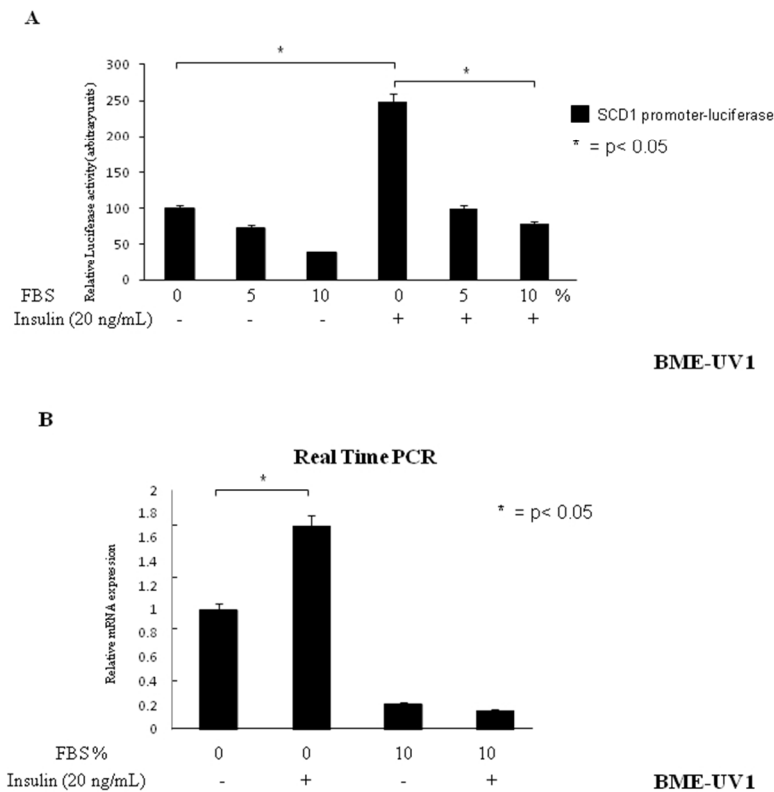 A
*
*
300
250
200
150
100
50
0
Relative Luciferase activity (arbitraryunits)
SCD1 promoter-luciferase
* = p< 0.05
FBS 0 5 10 0 5 10 %
Insulin (20 ng/mL) - - - + + +
BME-UV1
B
Real Time PCR
*
* = p< 0.05
2
1.8
1.6
1.4
1.2
1
0.8
0.6
0.4
0.2
0
Relative mRNA expression
FBS % 0 0 10 10
Insulin (20 ng/mL) - + - +
BME-UV1